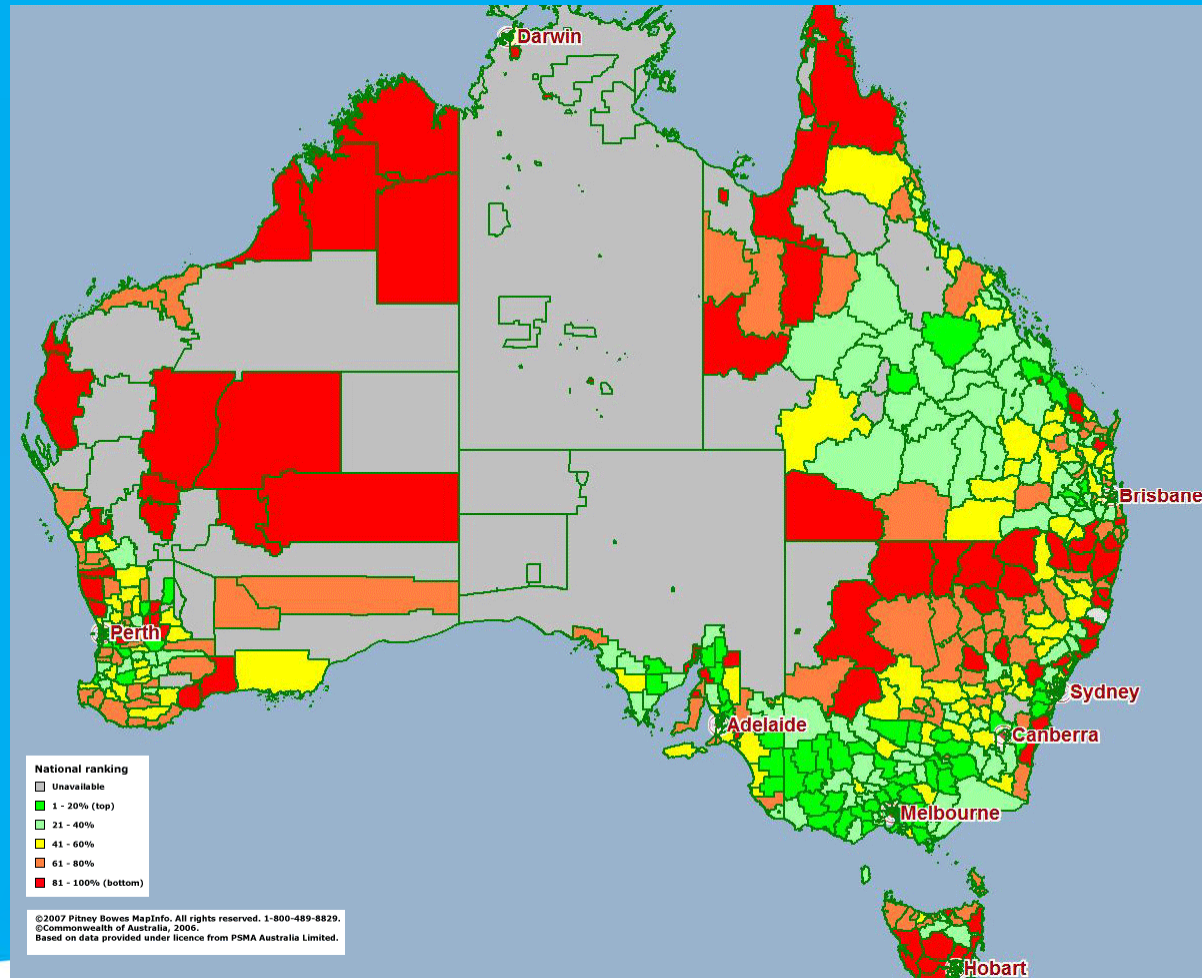 Darwin
Brisbane
Perth
Sydney
Adelaide
Canberra
Melbourne
Hobart
National ranking
Unavailable
1 - 20% (top)
21 - 40%
41 - 60%
61 - 80%
81 - 100% (bottom)
©2007 Pitney Bowes MapInfo. All rights reserved. 1-800-489-8829.
©Commonwealth of Australia, 2006.
Based on data provided under licence from PSMA Australia Limited.